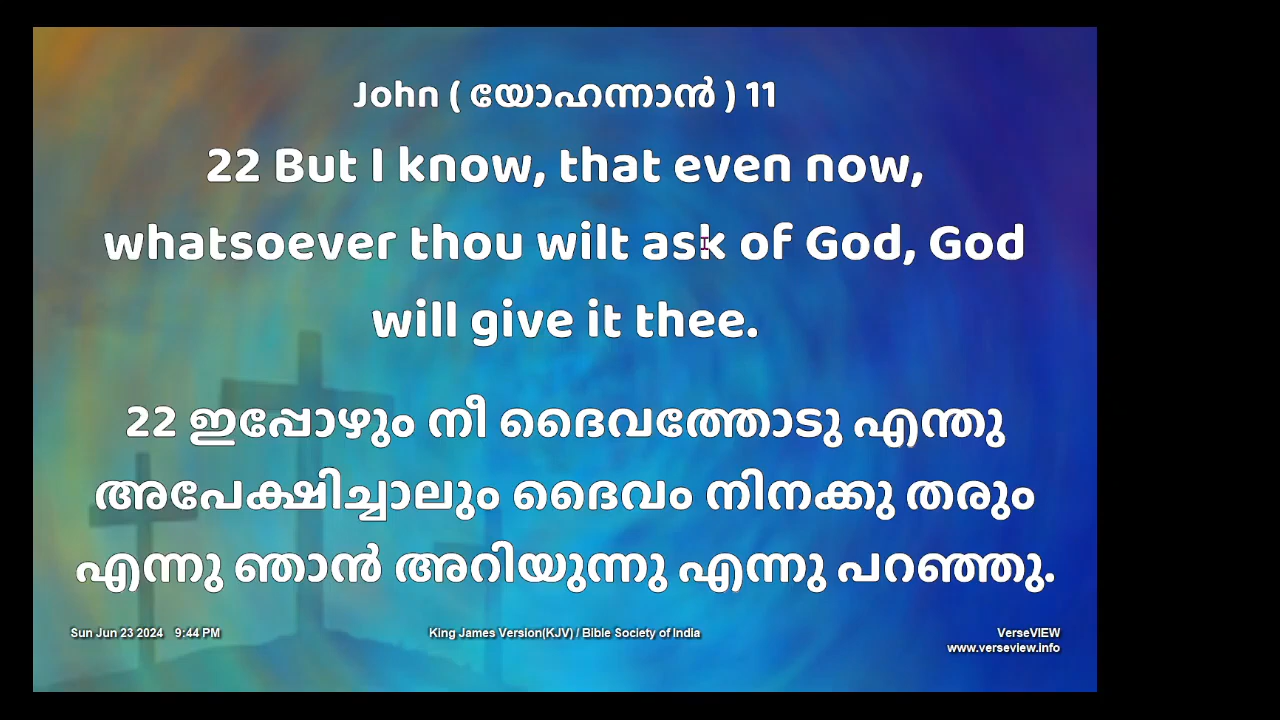 John ( യോഹന്നാൻ ) 11
22 But I know, that even now,
whatsoever thou wilt ask of God, God
will give it thee.
22 ഇപ്പോഴും നീ ദൈവത്തോടു എന്തു
അപേക്ഷിച്ചാലും ദൈവം നിനക്കു തരും
എന്നു ഞാൻ അറിയുന്നു എന്നു പറഞ്ഞു.
Sun Jun 23 2024 9:44 PM
King James Version(KJV) / Bible Society of India
VerseVIEW
www.verseview.info